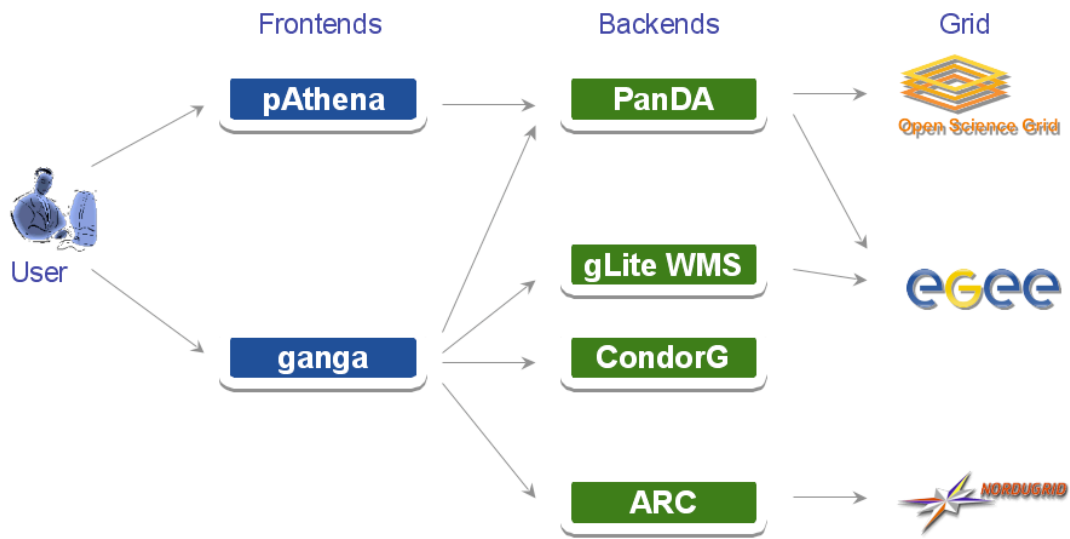 Frontends
Backends
Grid
pAthena
PanDA
Open Science Grid
User
gLite WMS
eGee
ganga
CondorG
ARC
NORDUGRID